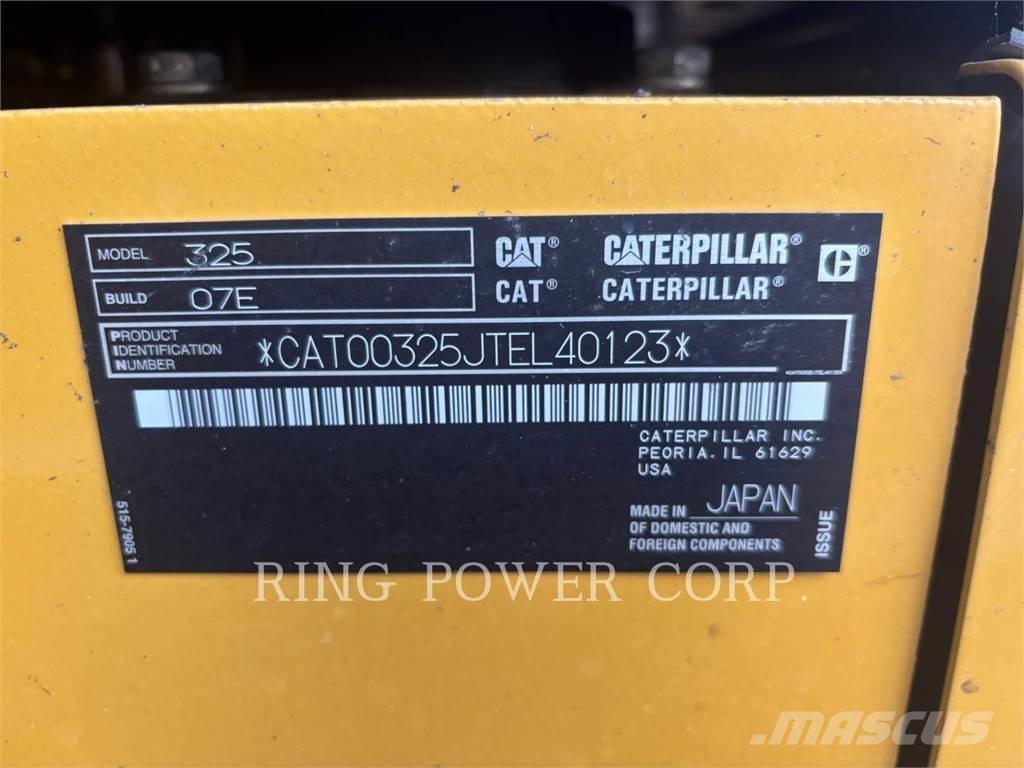 MODEL 325
BUILD 07E
CAT® CATERPILLAR®
CAT® CATERPILLAR®
C®
PRODUCT
IDENTIFICATION
NUMBER
*CAT00325JTEL40123*
*CAT00325JTEL40123*
CATERPILLAR INC.
PEORIA, IL 61629
USA
MADE IN JAPAN
OF DOMESTIC AND
FOREIGN COMPONENTS
ISSUE
515-7905 1
RING POWER CORP.
MASCUS